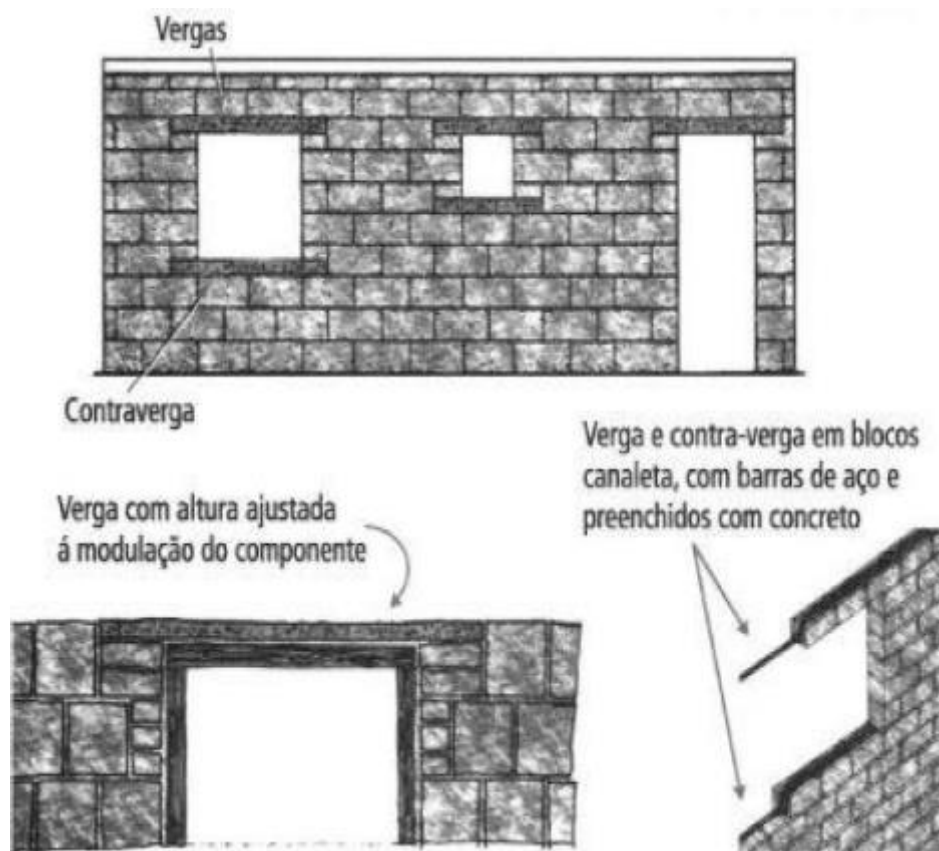 Vergas
Contraverga
Verga e contra-verga em blocos
canaleta, com barras de aço e
preenchidos com concreto
Verga com altura ajustada
á modulação do componente